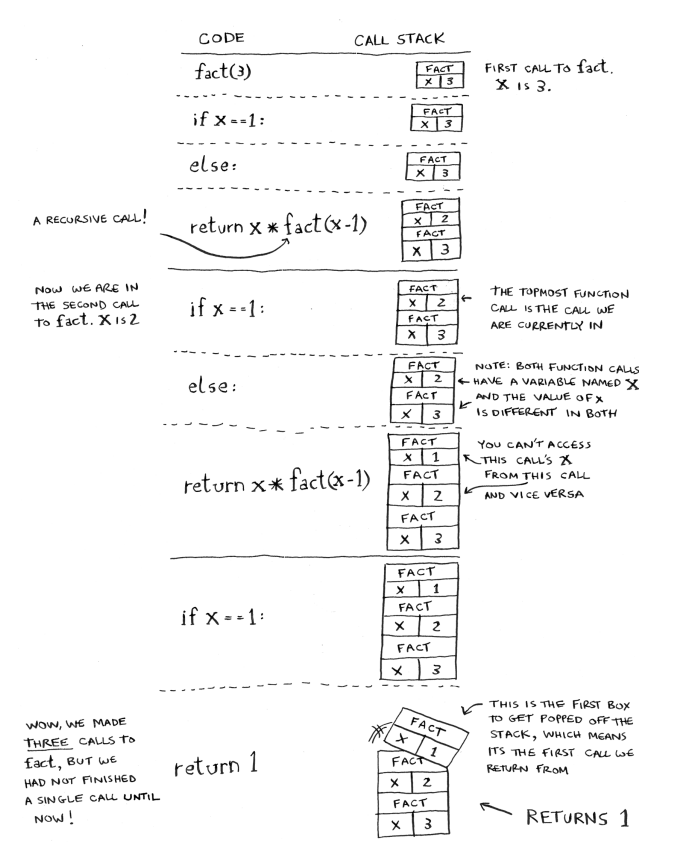 CODE CALL STACK
fact(3)
FACT
X 3
FIRST CALL TO fact.
X IS 3.
if x==1:
FACT
X 3
else:
FACT
X 3
A RECURSIVE CALL!
return x * fact(x-1)
FACT
X 2
FACT
X 3
NOW WE ARE IN
THE SECOND CALL
TO fact. X IS 2
if x==1:
FACT
X 2
FACT
X 3
THE TOPMOST FUNCTION
CALL IS THE CALL WE
ARE CURRENTLY IN
else:
FACT
X 2
FACT
X 3
NOTE: BOTH FUNCTION CALLS
HAVE A VARIABLE NAMED X
AND THE VALUE OF X
IS DIFFERENT IN BOTH
return x * fact(x-1)
FACT
X 1
FACT
X 2
FACT
X 3
YOU CAN'T ACCESS
THIS CALL'S X
FROM THIS CALL
AND VICE VERSA
if x==1:
FACT
X 1
FACT
X 2
FACT
X 3
WOW, WE MADE
THREE CALLS TO
fact, BUT WE
HAD NOT FINISHED
A SINGLE CALL UNTIL
NOW!
return 1
FACT
X 1
FACT
X 2
FACT
X 3
THIS IS THE FIRST BOX
TO GET POPPED OFF THE
STACK, WHICH MEANS
ITS THE FIRST CALL WE
RETURN FROM
RETURNS 1